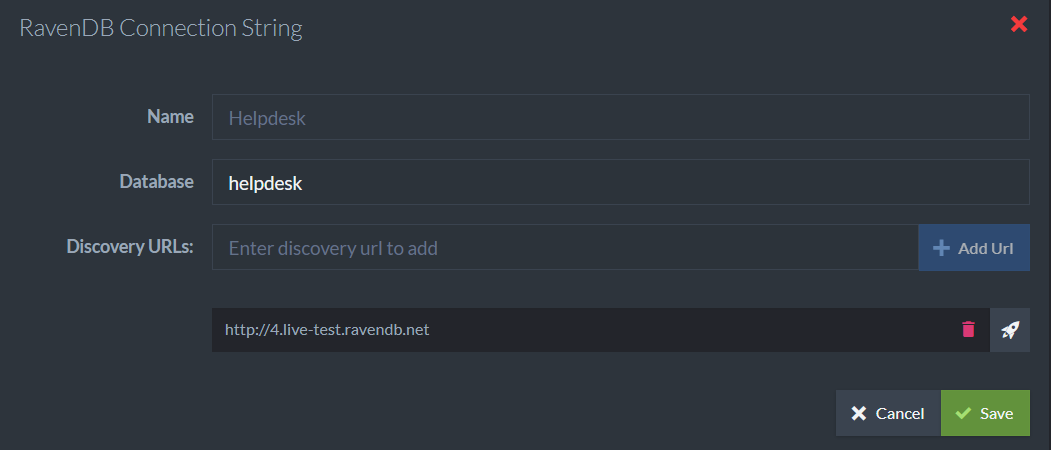 RavenDB Connection String
Name
Helpdesk
Database
helpdesk
Discovery URLs:
Enter discovery url to add
Add Url
http://4.live-test.ravendb.net
Cancel
Save